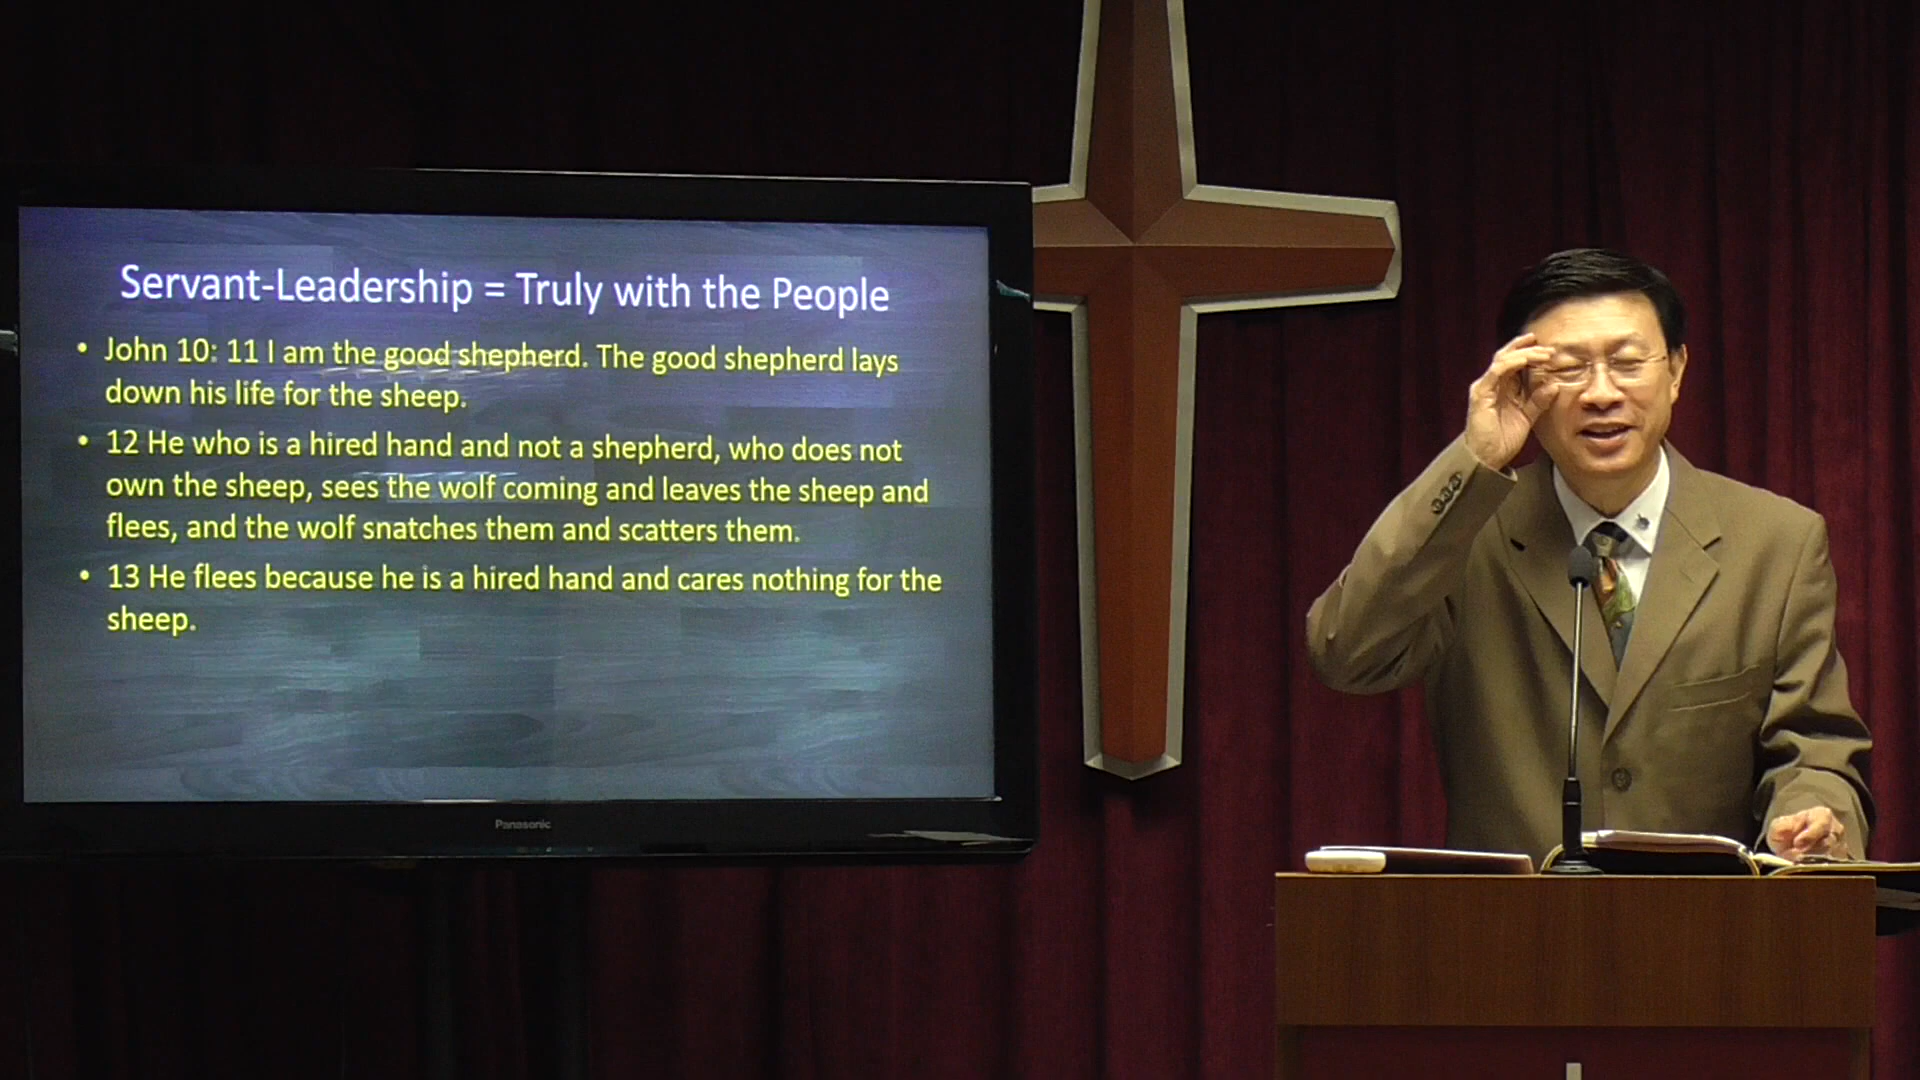 Servant-Leadership = Truly with the People
• John 10: 11 I am the good shepherd. The good shepherd lays
down his life for the sheep.
• 12 He who is a hired hand and not a shepherd, who does not
own the sheep, sees the wolf coming and leaves the sheep and
flees, and the wolf snatches them and scatters them.
• 13 He flees because he is a hired hand and cares nothing for the
sheep.
Panasonic